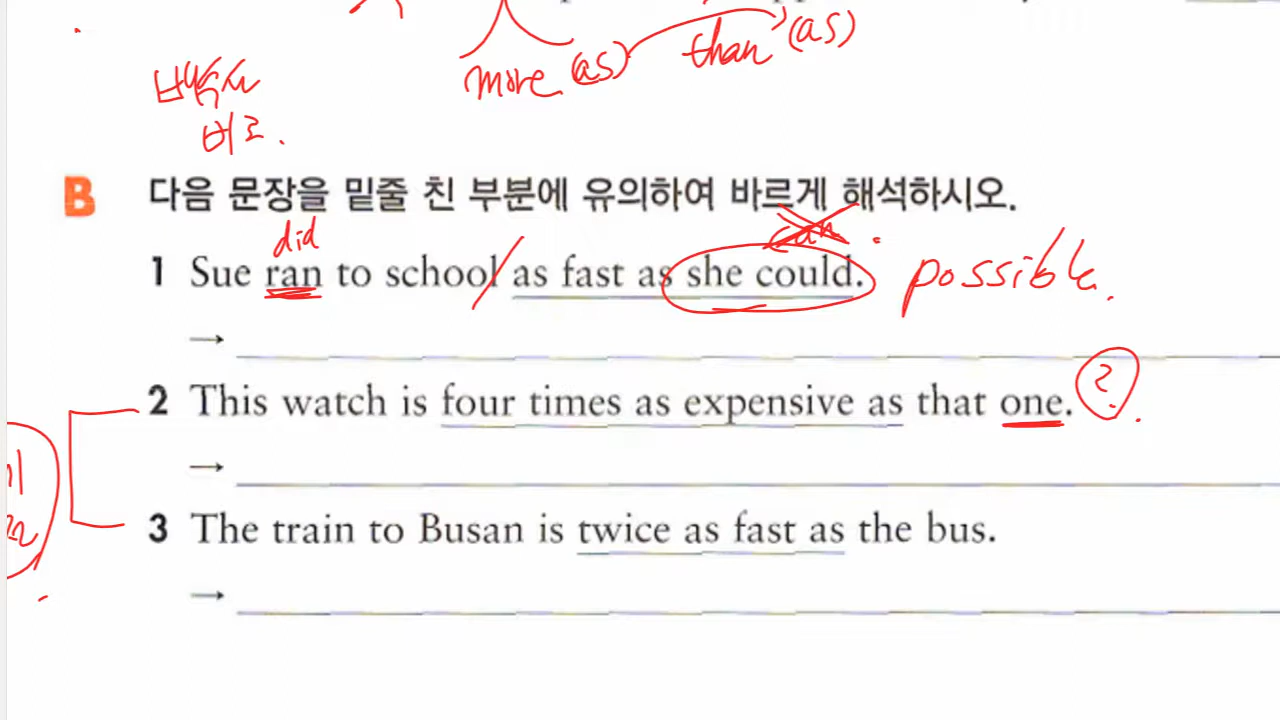 more (as) than (as)
B 다음 문장을 밑줄 친 부분에 유의하여 바르게 해석하시오.
did can
1 Sue ran to school as fast as she could. possible.
→
2 This watch is four times as expensive as that one. ?
→
3 The train to Busan is twice as fast as the bus.
→